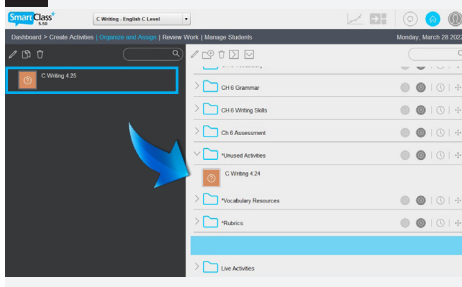 SmartClass+
5.50
C Writing - English C Level
Dashboard > Create Activities | Organize and Assign | Review Work | Manage Students
Monday, March 28 2022
C Writing 4.25
CH 6 Grammar
CH 6 Writing Skills
Ch 6 Assessment
*Unused Activities
C Writing 4.24
*Vocabulary Resources
*Rubrics
Live Activities